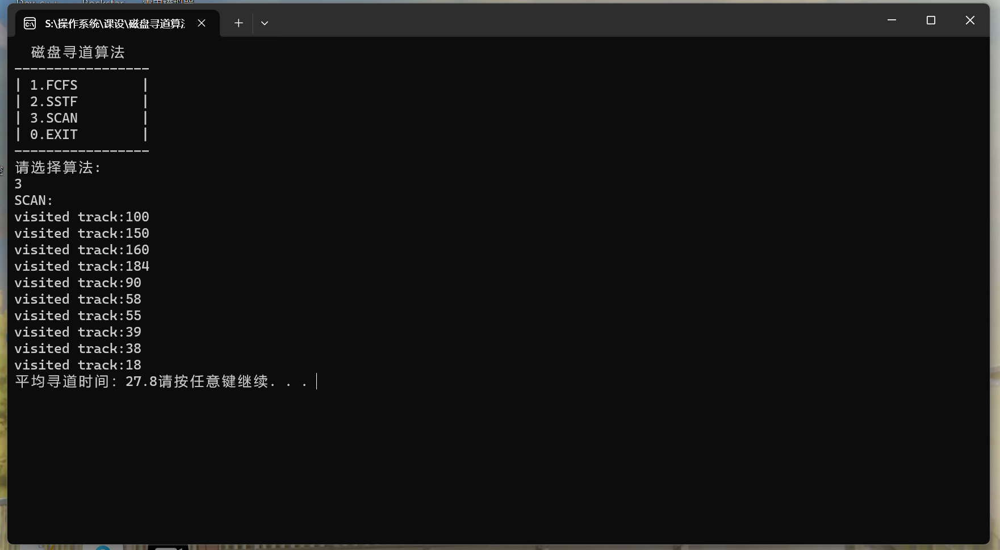 S:\操作系统\课设\磁盘寻道算
磁盘寻道算法
-----------------
| 1.FCFS |
| 2.SSTF |
| 3.SCAN |
| 0.EXIT |
-----------------
请选择算法:
3
SCAN:
visited track:100
visited track:150
visited track:160
visited track:184
visited track:90
visited track:58
visited track:55
visited track:39
visited track:38
visited track:18
平均寻道时间: 27.8请按任意键继续. . .